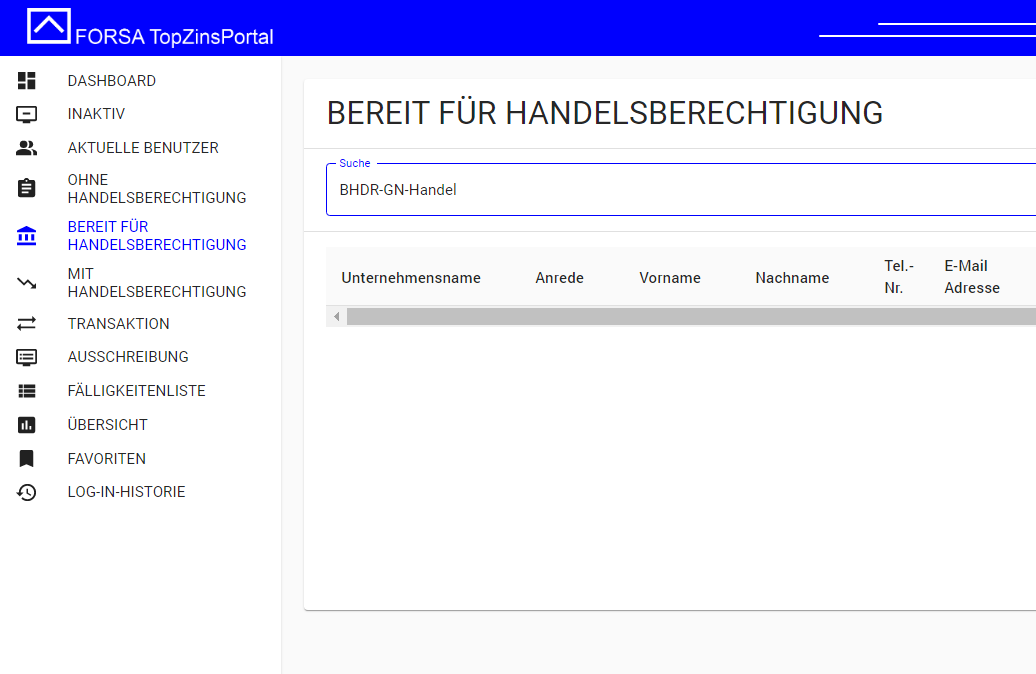 FORSA TopZinsPortal
DASHBOARD
INAKTIV
AKTUELLE BENUTZER
OHNE
HANDELSBERECHTIGUNG
BEREIT FÜR
HANDELSBERECHTIGUNG
MIT
HANDELSBERECHTIGUNG
TRANSAKTION
AUSSCHREIBUNG
FÄLLIGKEITENLISTE
ÜBERSICHT
FAVORITEN
LOG-IN-HISTORIE
BEREIT FÜR HANDELSBERECHTIGUNG
Suche
BHDR-GN-Handel
Unternehmensname Anrede Vorname Nachname Tel.-Nr. E-Mail Adresse